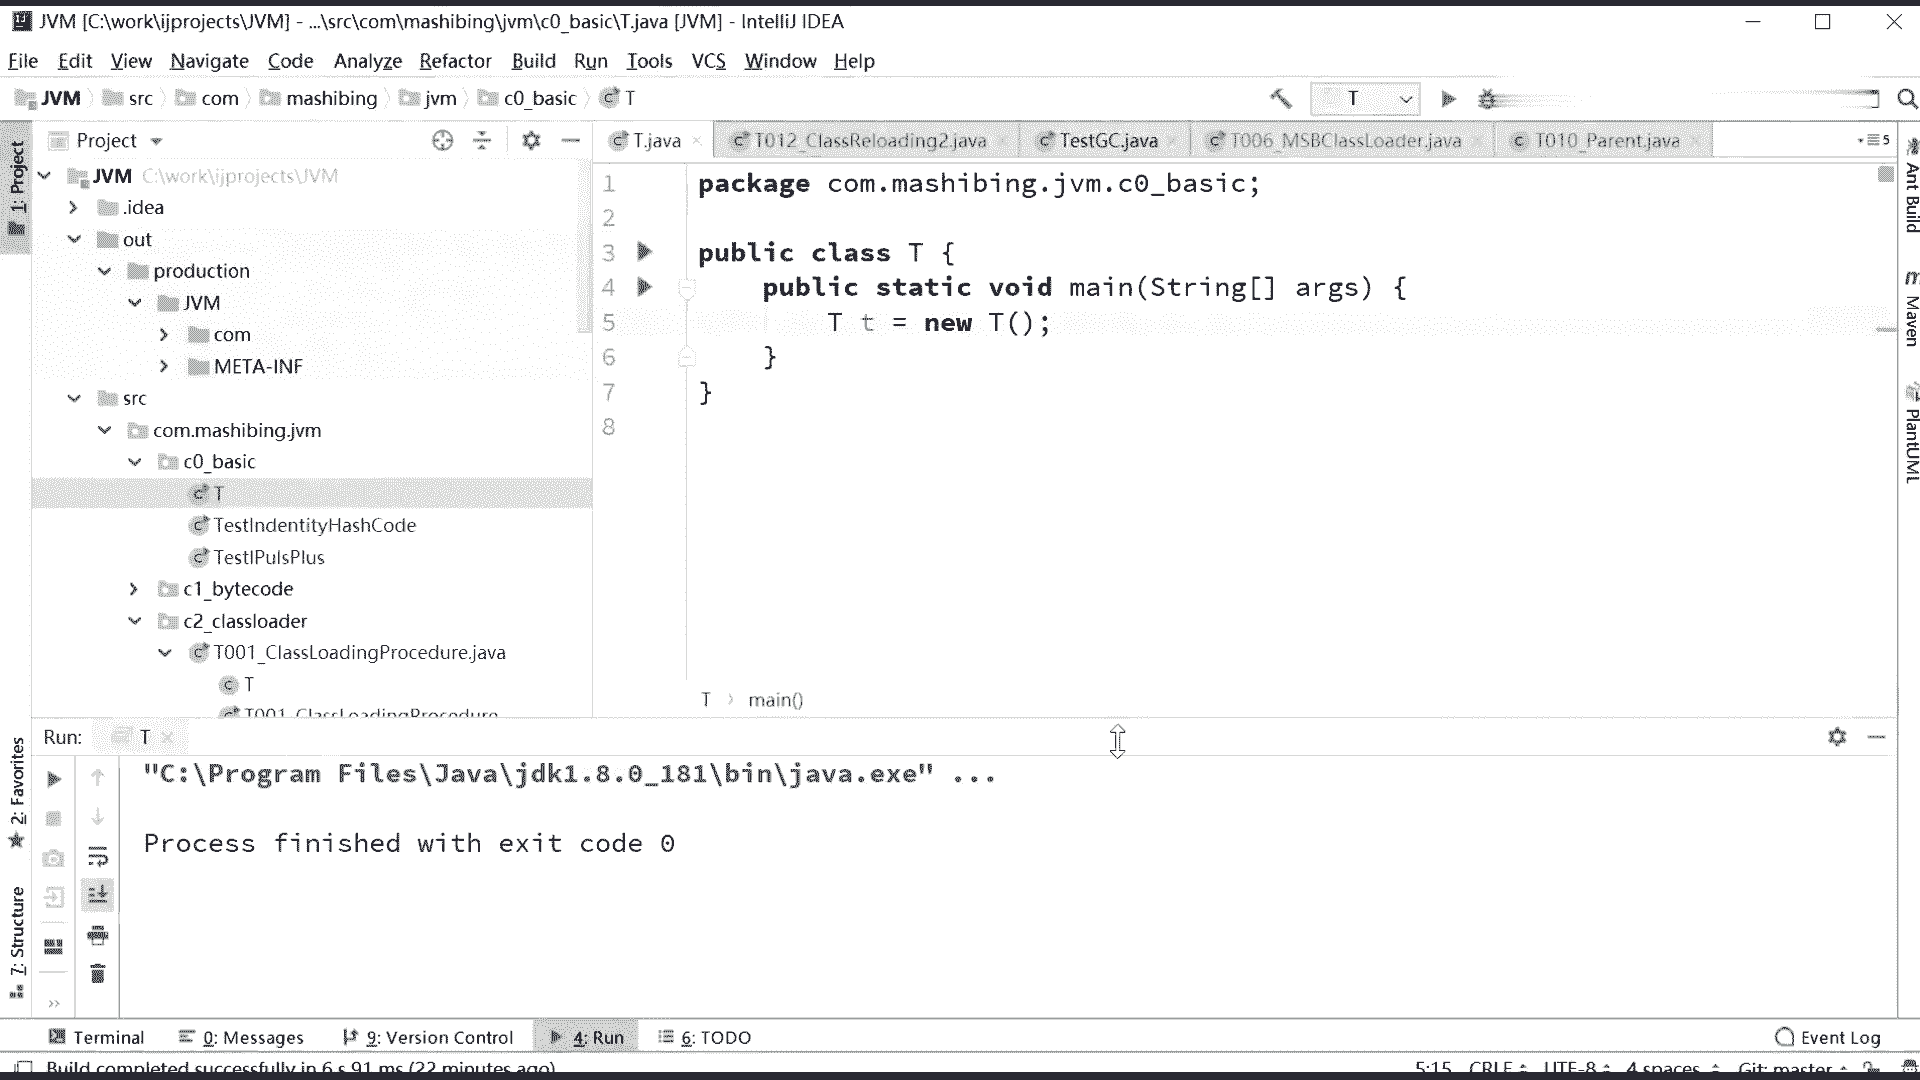 JVM [C:\work\ijprojects\JVM] - ...\src\com\mashibing\jvm\c0_basic\T.java [JVM] - IntelliJ IDEA
File Edit View Navigate Code Analyze Refactor Build Run Tools VCS Window Help
JVM src com mashibing jvm c0_basic T
T
Project
T.java T012_ClassReloading2.java TestGC.java T006_MSBClassLoader.java T010_Parent.java 5
1: Project
JVM C:\work\ijprojects\JVM
.idea
out
production
JVM
com
META-INF
src
com.mashibing.jvm
c0_basic
T
TestIndentityHashCode
TestIPulsPlus
c1_bytecode
c2_classloader
T001_ClassLoadingProcedure.java
T
T001_ClassLoadingProcedure
1 package com.mashibing.jvm.c0_basic;
2
3 public class T {
4 public static void main(String[] args) {
5 T t = new T();
6 }
7 }
8
T main()
Ant Build
Maven
PlantUML
Run: T
2: Favorites
7: Structure
"C:\Program Files\Java\jdk1.8.0_181\bin\java.exe" ...
Process finished with exit code 0
Terminal 0: Messages 9: Version Control 4: Run 6: TODO Event Log
Build completed successfully in 6 s 91 ms (22 minutes ago) 5:15 CRLF UTF-8 4 spaces Git: master